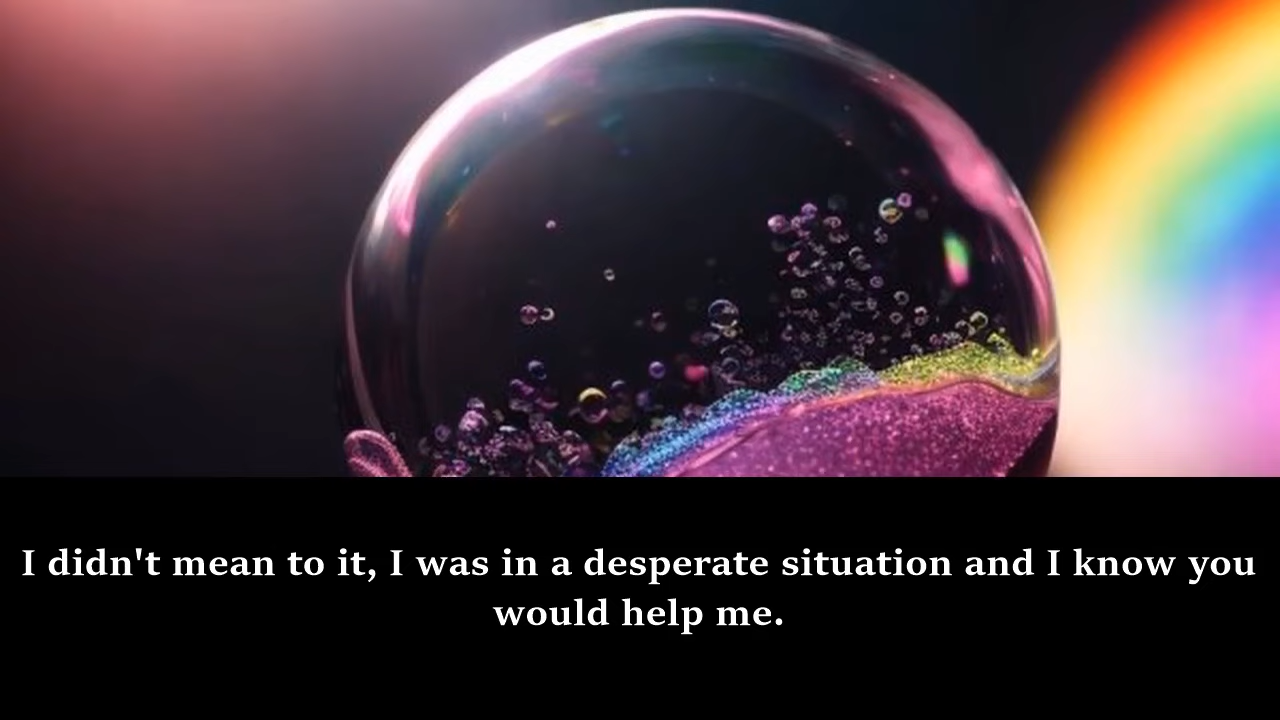 I didn't mean to it, I was in a desperate situation and I know you
would help me.